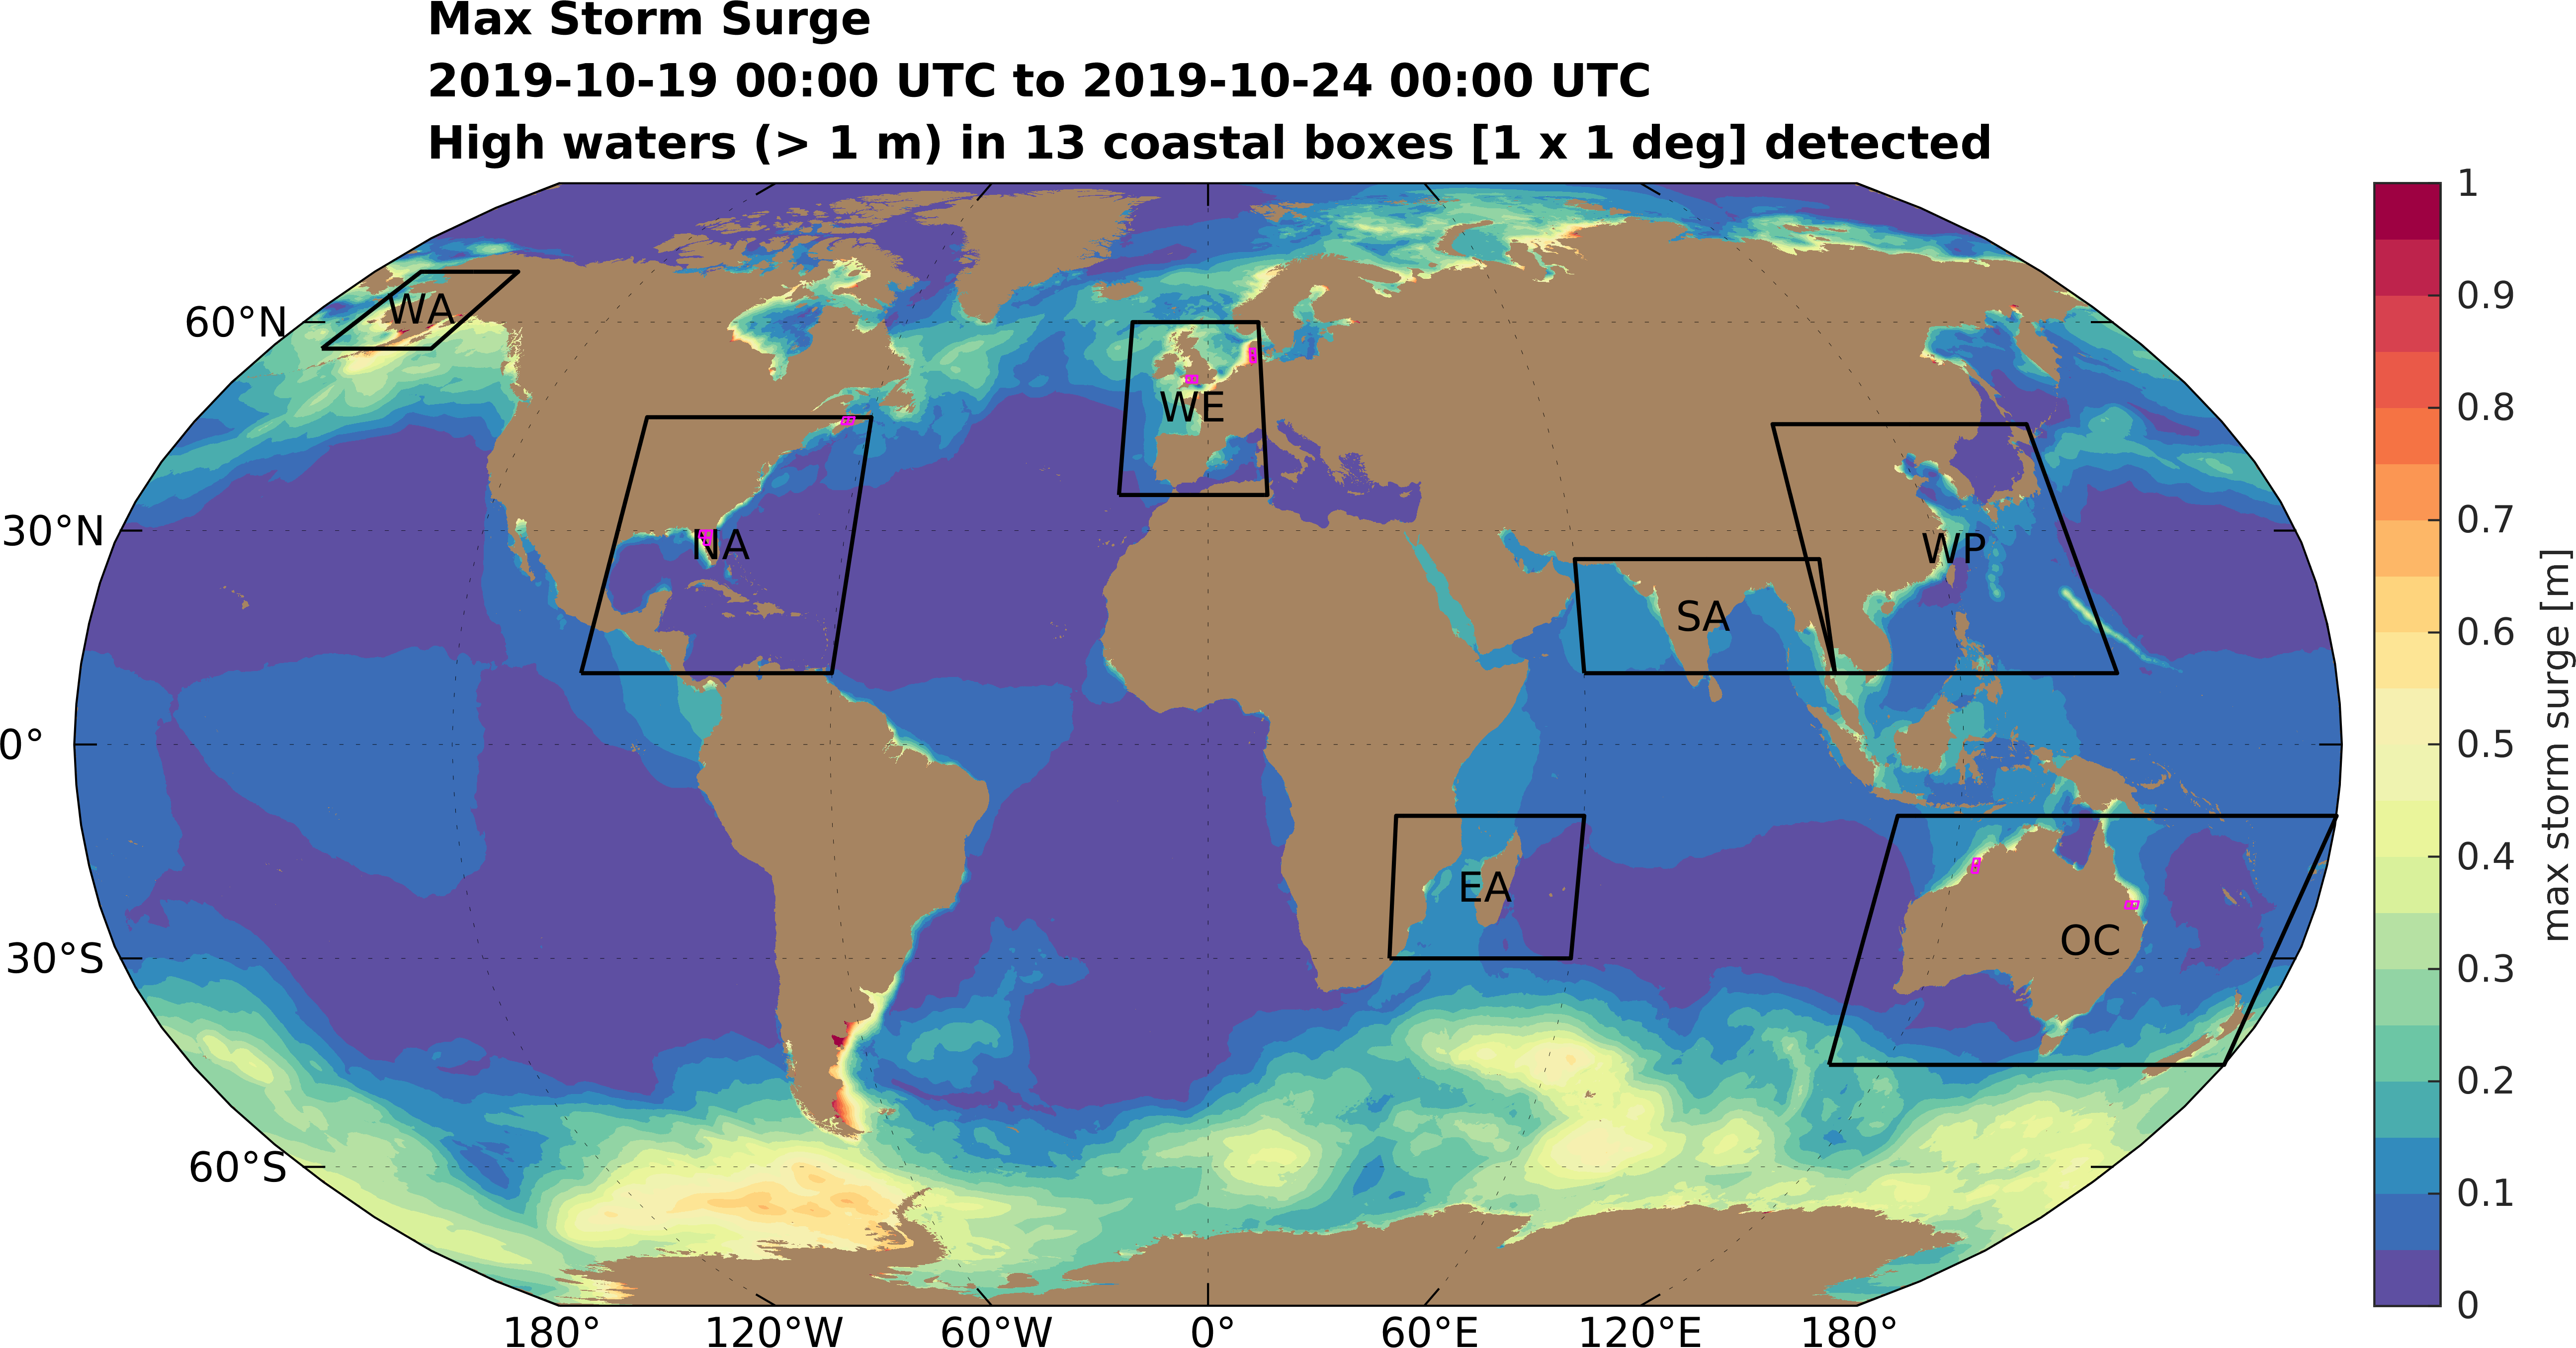 Max Storm Surge
2019-10-19 00:00 UTC to 2019-10-24 00:00 UTC
High waters (> 1 m) in 13 coastal boxes [1 x 1 deg] detected
60°N
30°N
0°
30°S
60°S
WA
NA
WE
SA
WP
EA
OC
180°
120°W
60°W
0°
60°E
120°E
180°
1
0.9
0.8
0.7
0.6
0.5
0.4
0.3
0.2
0.1
0
max storm surge [m]